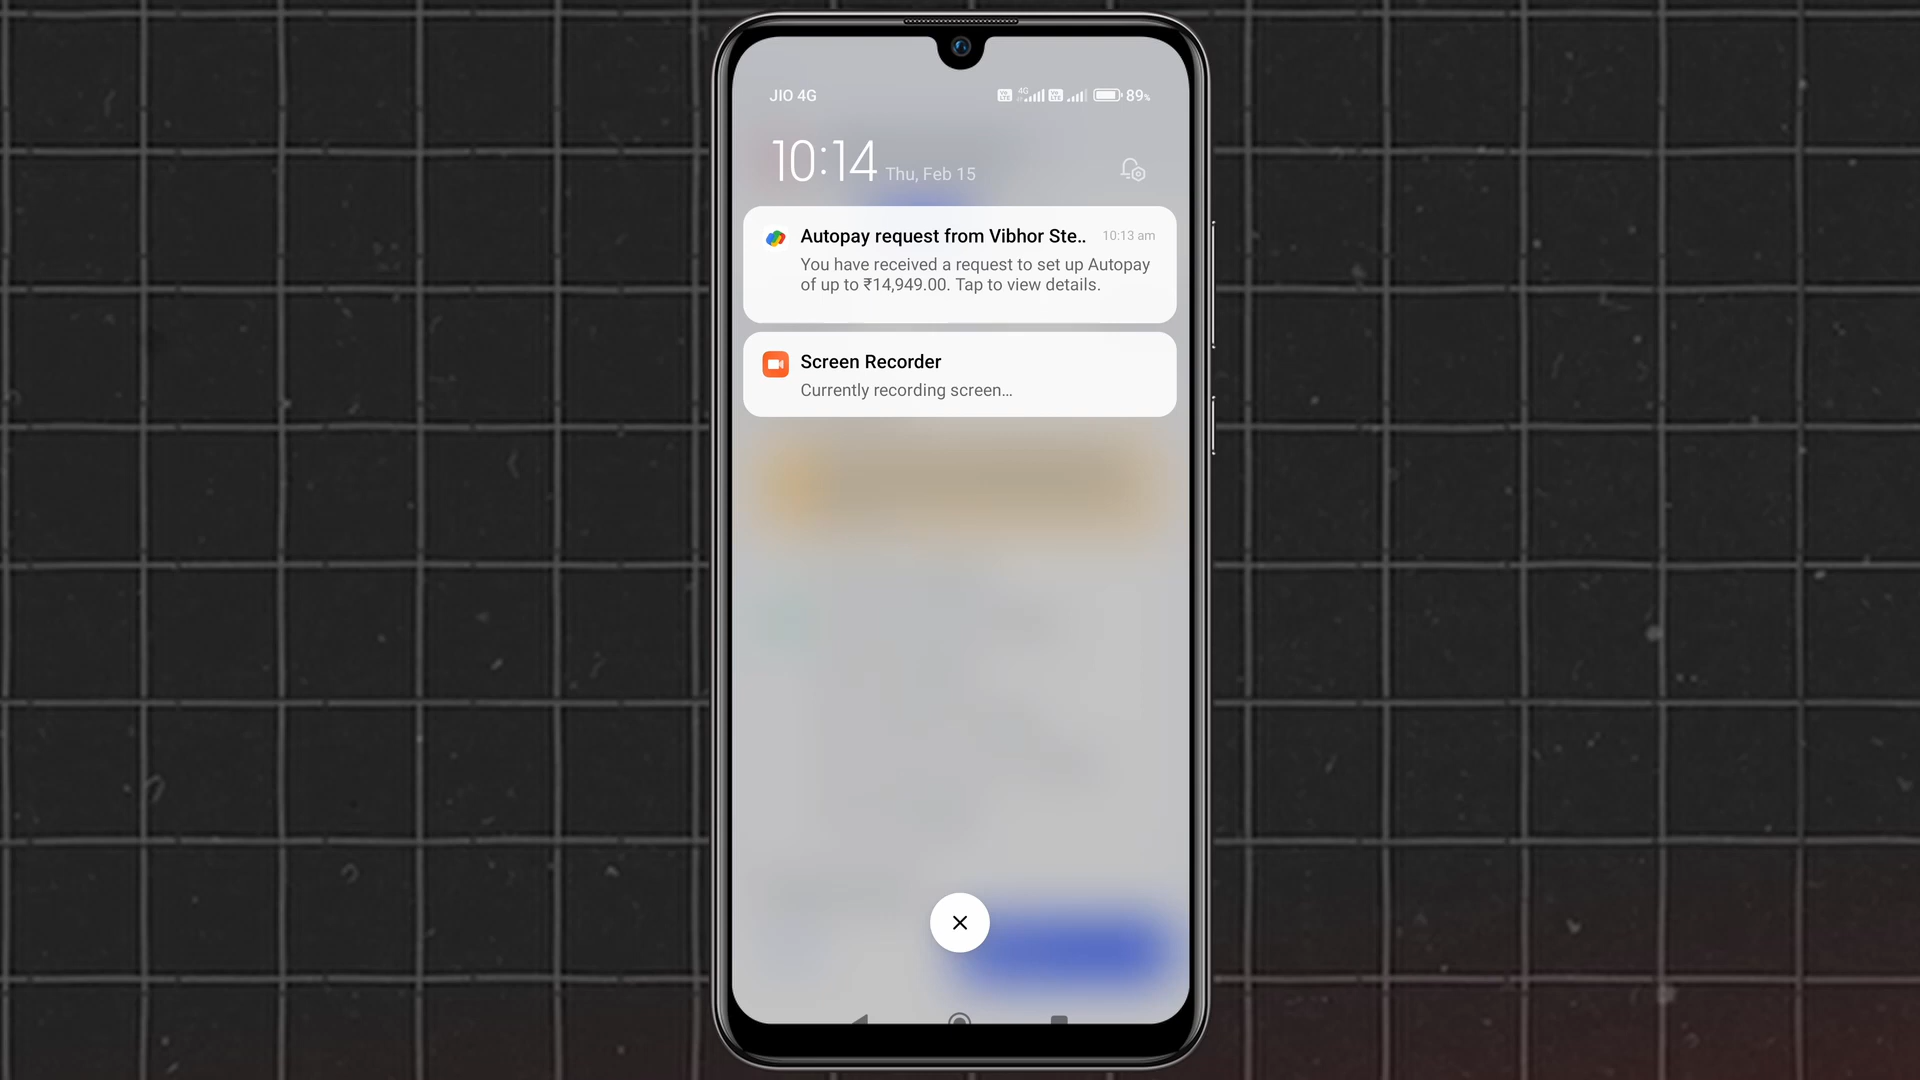 JIO 4G
4G
89%
10:14 Thu, Feb 15
Autopay request from Vibhor Ste.. 10:13 am
You have received a request to set up Autopay
of up to ₹14,949.00. Tap to view details.
Screen Recorder
Currently recording screen...